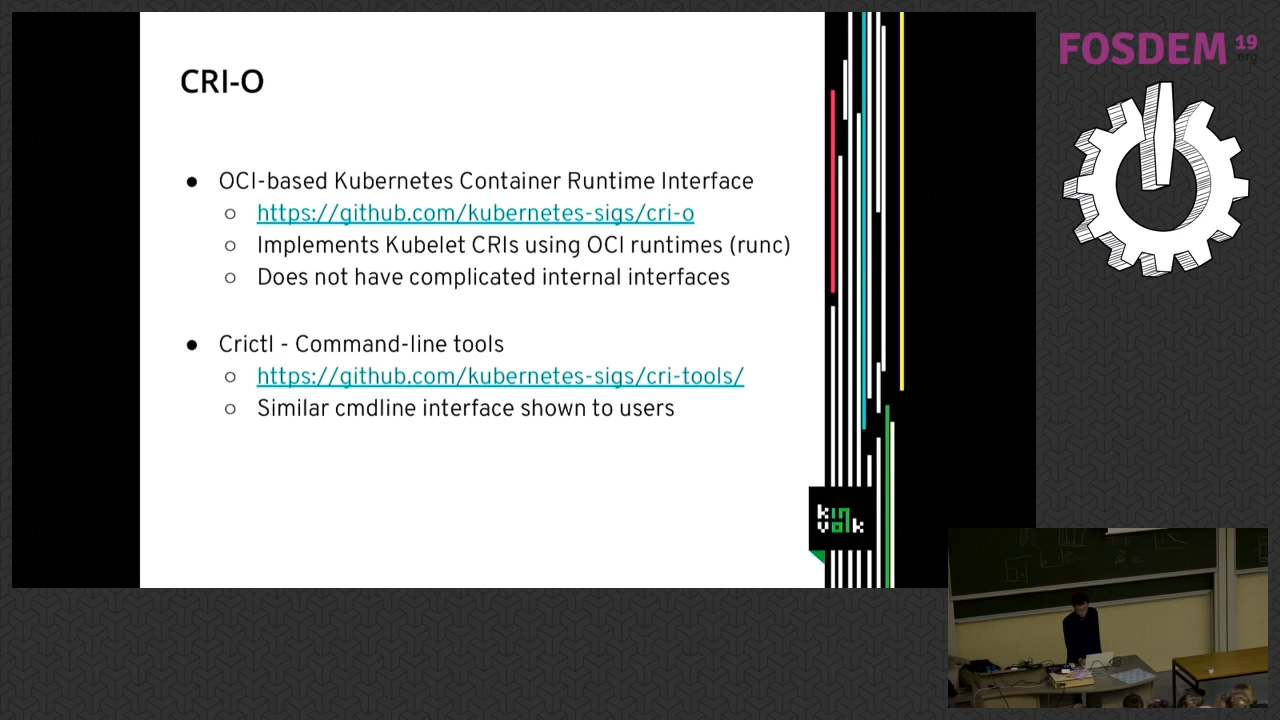 CRI-O
● OCI-based Kubernetes Container Runtime Interface
○ https://github.com/kubernetes-sigs/cri-o
○ Implements Kubelet CRIs using OCI runtimes (runc)
○ Does not have complicated internal interfaces
● Crictl - Command-line tools
○ https://github.com/kubernetes-sigs/cri-tools/
○ Similar cmdline interface shown to users
kin
volk
FOSDEM 19
.org